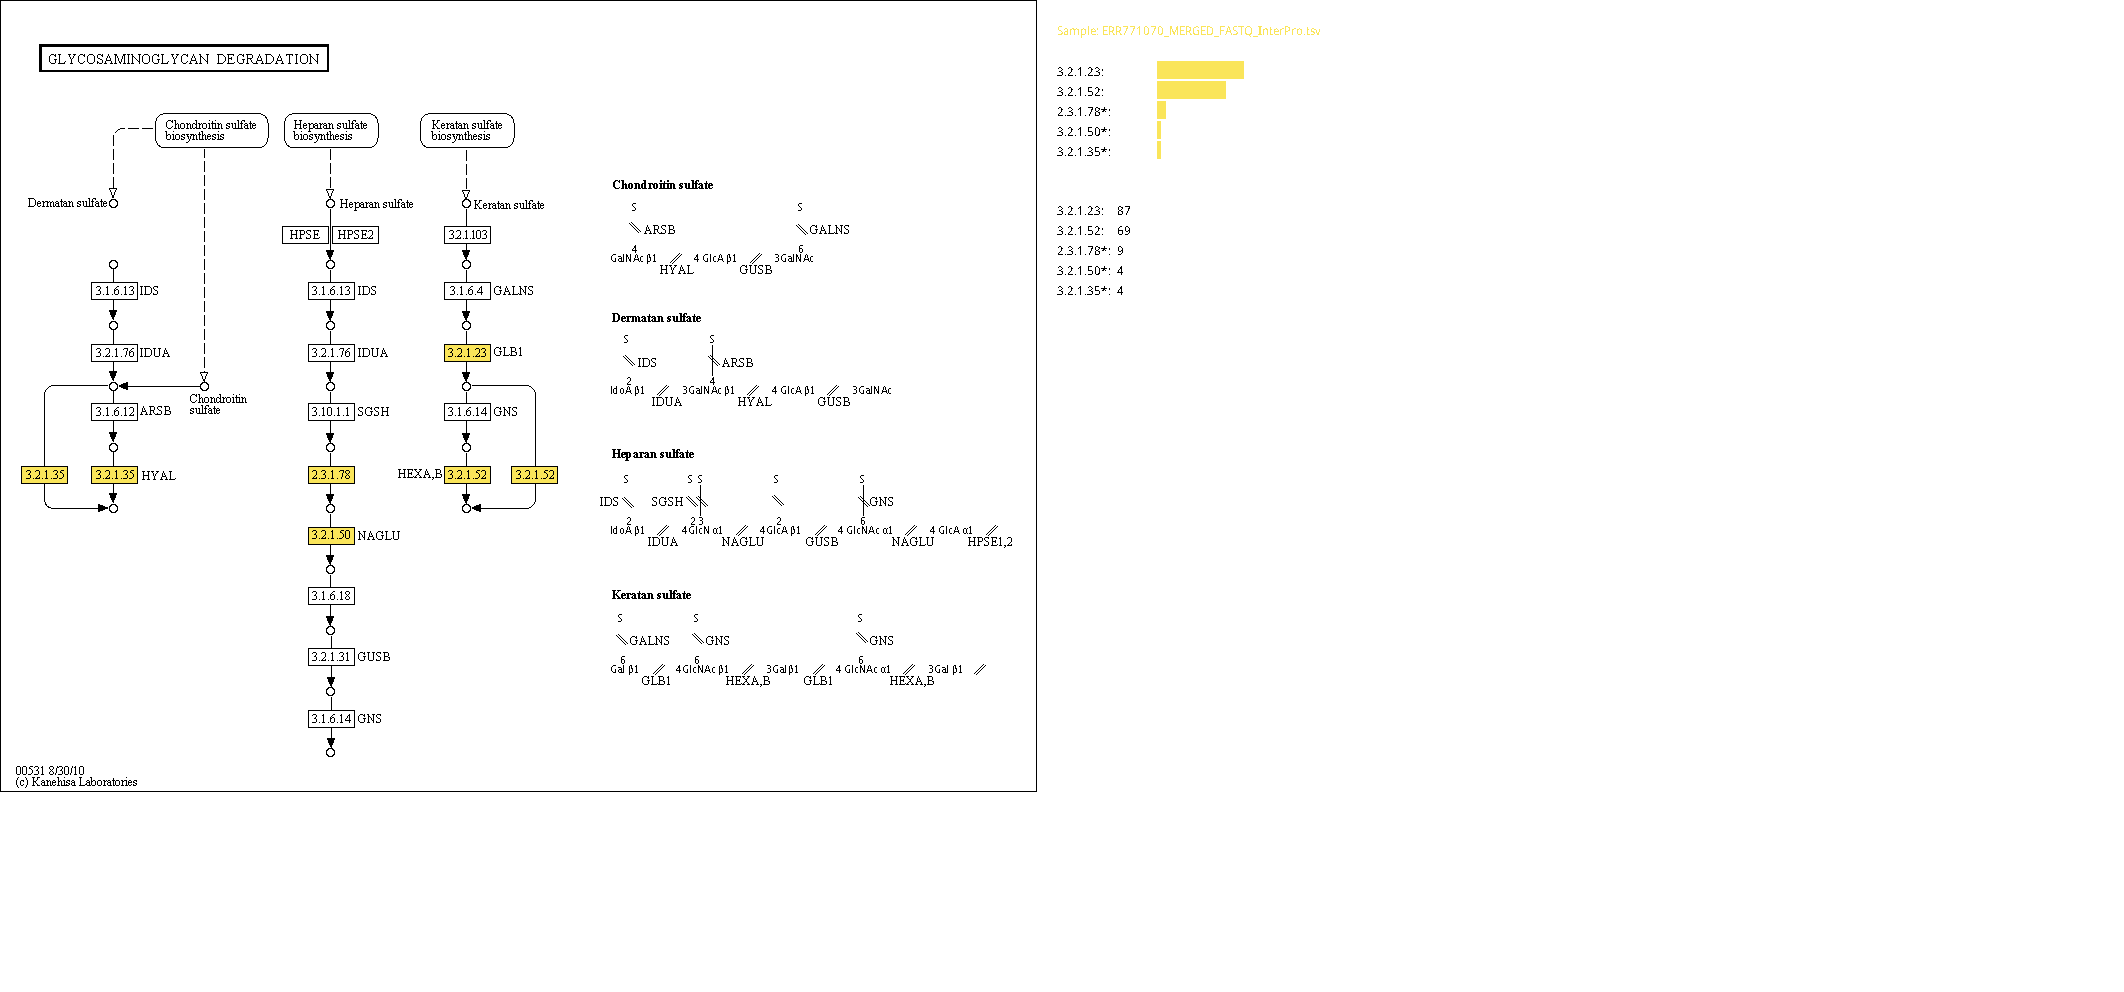 Sample: ERR771070_MERGED_FASTQ_InterPro.tsv
GLYCOSAMINOGLYCAN DEGRADATION
3.2.1.23:
3.2.1.52:
2.3.1.78*:
3.2.1.50*:
3.2.1.35*:
3.2.1.23: 87
3.2.1.52: 69
2.3.1.78*: 9
3.2.1.50*: 4
3.2.1.35*: 4
Chondroitin sulfate
biosynthesis
Heparan sulfate
biosynthesis
Keratan sulfate
biosynthesis
Dermatan sulfate
Heparan sulfate
Keratan sulfate
HPSE HPSE2
3.2.1.103
3.1.6.13 IDS
3.1.6.13 IDS
3.1.6.4 GALNS
3.2.1.76 IDUA
3.2.1.76 IDUA
3.2.1.23 GLB1
Chondroitin
sulfate
3.1.6.12 ARSB
3.10.1.1 SGSH
3.1.6.14 GNS
3.2.1.35
3.2.1.35 HYAL
2.3.1.78
HEXA,B 3.2.1.52
3.2.1.52
3.2.1.50 NAGLU
3.1.6.18
3.2.1.31 GUSB
3.1.6.14 GNS
Chondroitin sulfate
S S
ARSB GALNS
4 6
GalNAc β1 4 GlcA β1 3GalNAc
HYAL GUSB
Dermatan sulfate
S S
IDS ARSB
2 4
IdoA β1 3GalNAc β1 4 GlcA β1 3GalNAc
IDUA HYAL GUSB
Heparan sulfate
S S S S S
IDS SGSH GNS
2 2 3 2 6
IdoA β1 4GlcN α1 4GlcA β1 4 GlcNAc α1 4 GlcA α1
IDUA NAGLU GUSB NAGLU HPSE1,2
Keratan sulfate
S S S
GALNS GNS GNS
6 6 6
Gal β1 4GlcNAc β1 3Gal β1 4 GlcNAc α1 3Gal β1
GLB1 HEXA,B GLB1 HEXA,B
00531 8/30/10
(c) Kanehisa Laboratories